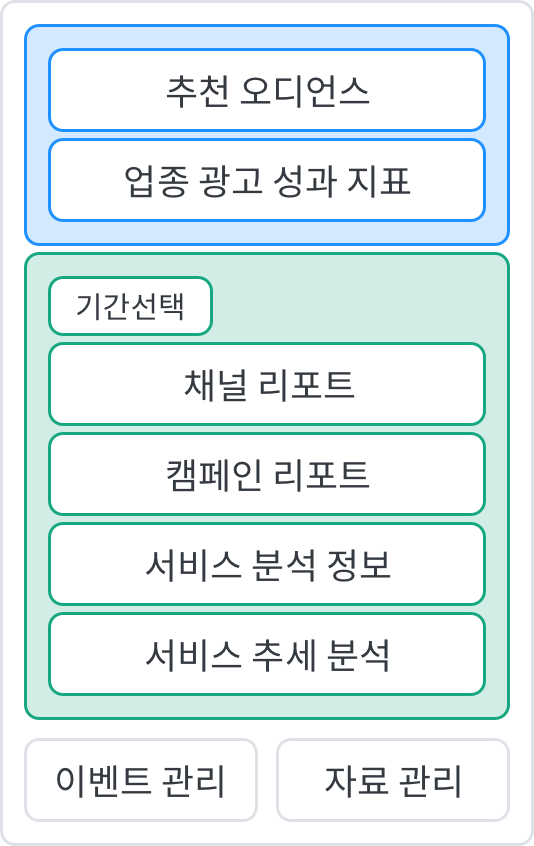 추천 오디언스
업종 광고 성과 지표
기간선택
채널 리포트
캠페인 리포트
서비스 분석 정보
서비스 추세 분석
이벤트 관리
자료 관리